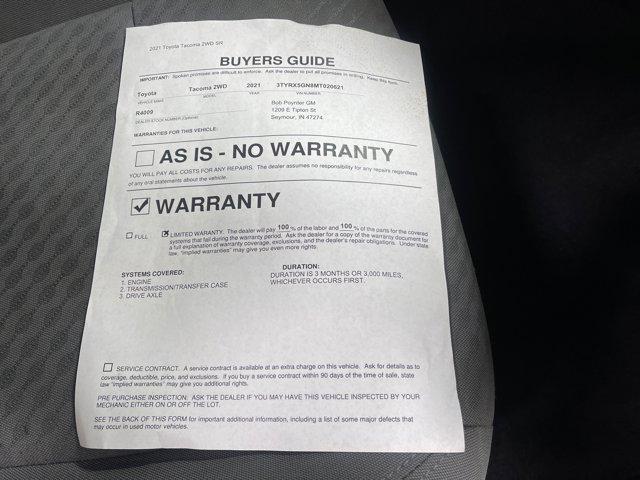 2021 Toyota Tacoma 2WD SR
BUYERS GUIDE
IMPORTANT: Spoken promises are difficult to enforce. Ask the dealer to put all promises in writing. Keep this form.
Toyota Tacoma 2WD 2021 3TYRX5GN8MT020621
VEHICLE MAKE MODEL YEAR VIN NUMBER
R4009
DEALER STOCK NUMBER (Optional)
Bob Poynter GM
1209 E Tipton St
Seymour, IN 47274
WARRANTIES FOR THIS VEHICLE:
AS IS - NO WARRANTY
YOU WILL PAY ALL COSTS FOR ANY REPAIRS. The dealer assumes no responsibility for any repairs regardless
of any oral statements about the vehicle.
WARRANTY
FULL
LIMITED WARRANTY. The dealer will pay 100 % of the labor and 100 % of the parts for the covered
systems that fail during the warranty period. Ask the dealer for a copy of the warranty document for
a full explanation of warranty coverage, exclusions, and the dealer's repair obligations. Under state
law, "implied warranties" may give you even more rights.
SYSTEMS COVERED:
1. ENGINE
2. TRANSMISSION/TRANSFER CASE
3. DRIVE AXLE
DURATION:
DURATION IS 3 MONTHS OR 3,000 MILES,
WHICHEVER OCCURS FIRST.
SERVICE CONTRACT. A service contract is available at an extra charge on this vehicle. Ask for details as to
coverage, deductible, price, and exclusions. If you buy a service contract within 90 days of the time of sale, state
law "implied warranties" may give you additional rights.
PRE PURCHASE INSPECTION: ASK THE DEALER IF YOU MAY HAVE THIS VEHICLE INSPECTED BY YOUR
MECHANIC EITHER ON OR OFF THE LOT.
SEE THE BACK OF THIS FORM for important additional information, including a list of some major defects that
may occur in used motor vehicles.